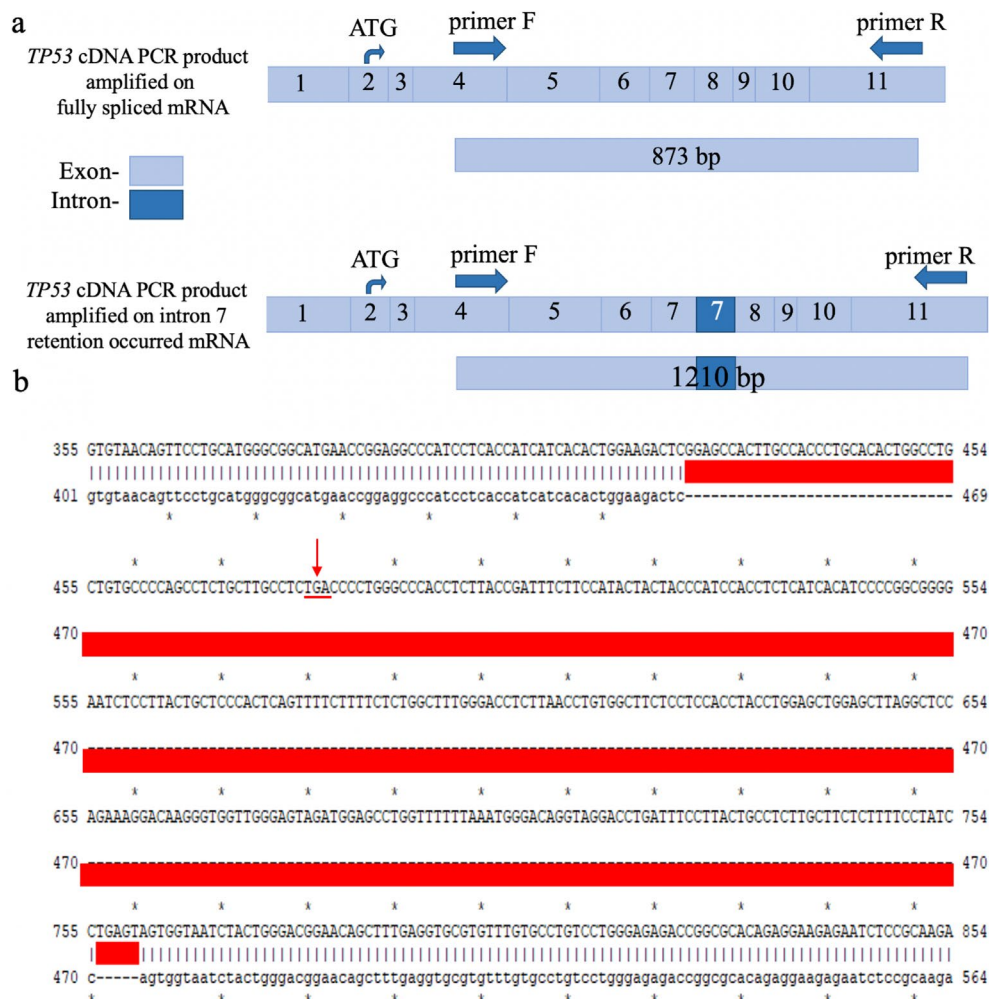 a
TP53 cDNA PCR product
amplified on
fully spliced mRNA
ATG
primer F
primer R
1 2 3 4 5 6 7 8 9 10 11
873 bp
Exon-
Intron-
TP53 cDNA PCR product
amplified on intron 7
retention occurred mRNA
ATG
primer F
primer R
1 2 3 4 5 6 7 7 8 9 10 11
1210 bp
b
355 GTGTAACAGTTCCTGCATGGGCGGCATGAACCGGAGGCCCATCCTCACCATCATCACACTGGAAGACTCGGAGCCACTTGCCACCCTGCACACTGGCCTG 454
||||||||||||||||||||||||||||||||||||||||||||||||||||||||||||||||||||||
401 gtgtaacagttcctgcatgggcggcatgaaccggaggcccatcctcaccatcatcacactggaagactc------------------------------- 469
* * * * * *
* * * * * * * * * *
455 CTGTGCCCCAGCCTCTGCTTGCCTCTGACCCCTGGGCCCACCTCTTACCGATTTCTTCCATACTACTACCCATCCACCTCTCATCACATCCCCGGCGGGG 554
470 470
* * * * * * * * * *
555 AATCTCCTTACTGCTCCCACTCAGTTTTCTTTTCTCTGGCTTTGGGACCTCTTAACCTGTGGCTTCTCCTCCACCTACCTGGAGCTGGAGCTTAGGCTCC 654
470 ---------------------------------------------------------------------------------------------------- 470
* * * * * * * * * *
655 AGAAAGGACAAGGGTGGTTGGGAGTAGATGGAGCCTGGTTTTTTAAATGGGACAGGTAGGACCTGATTTCCTTACTGCCTCTTGCTTCTCTTTTCCTATC 754
470 ---------------------------------------------------------------------------------------------------- 470
* * * * * * * * * *
755 CTGAGTAGTGGTAATCTACTGGGACGGAACAGCTTTGAGGTGCGTGTTTGTGCCTGTCCTGGGAGAGACCGGCGCACAGAGGAAGAGAATCTCCGCAAGA 854
470 c-----agtggtaatctactgggacggaacagctttgaggtgcgtgtttgtgcctgtcctgggagagaccggcgcacagaggaagagaatctccgcaaga 564
* * * * * * * * * *